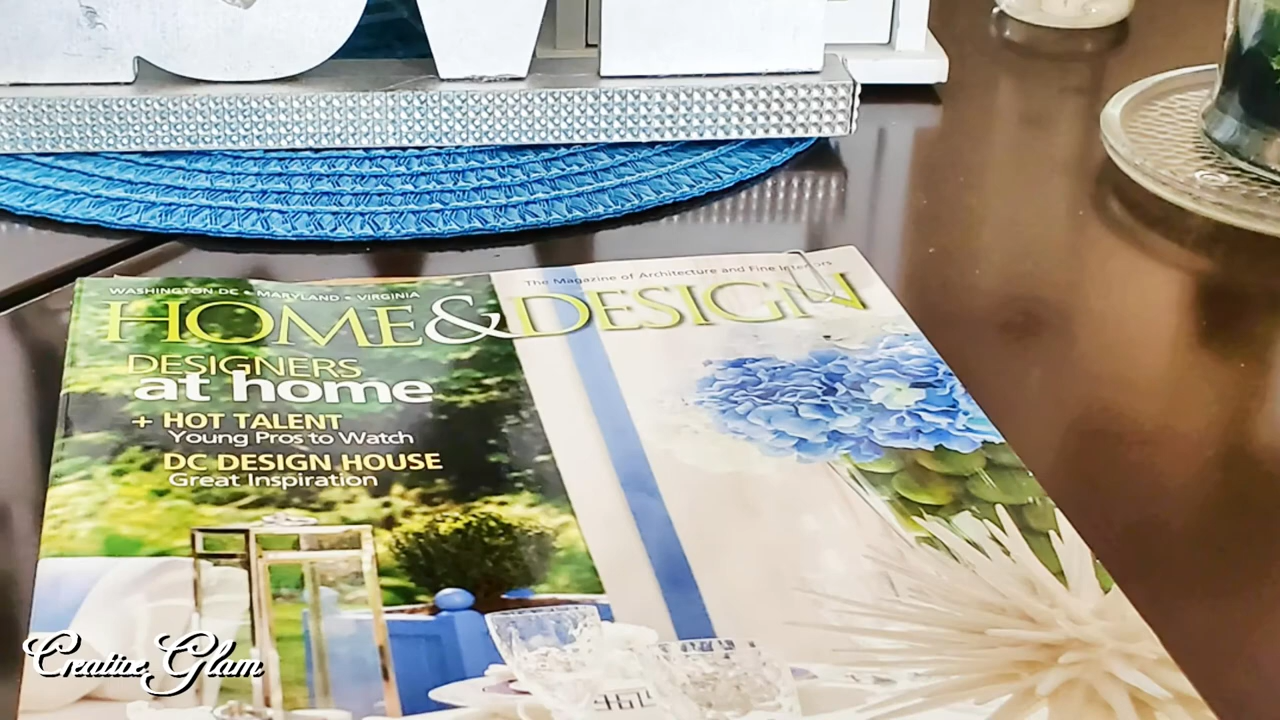 The Magazine of Architecture and Fine Interiors
WASHINGTON DC • MARYLAND • VIRGINIA
HOME&DESIGN
DESIGNERS
at home
+ HOT TALENT
Young Pros to Watch
DC DESIGN HOUSE
Great Inspiration
Creative Glam